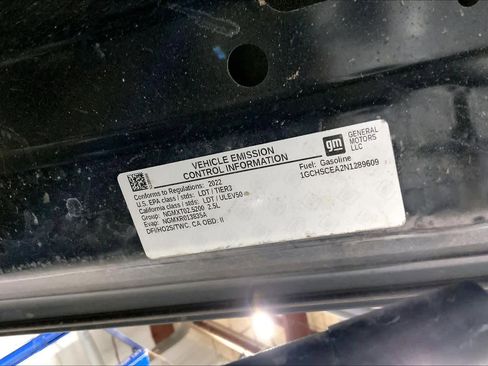 VEHICLE EMISSION
CONTROL INFORMATION
gm
GENERAL
MOTORS
LLC
Conforms to Regulations: 2022
Fuel: Gasoline
U.S. EPA class / stds: LDT / TIER3
1GCHSCEA2N1289609
California class / stds: LDT / ULEV50
Group: NGMXT02.5200 2.5L
Evap: NGMXR013835A
DFI/HO2S/TWC, CA OBD: II